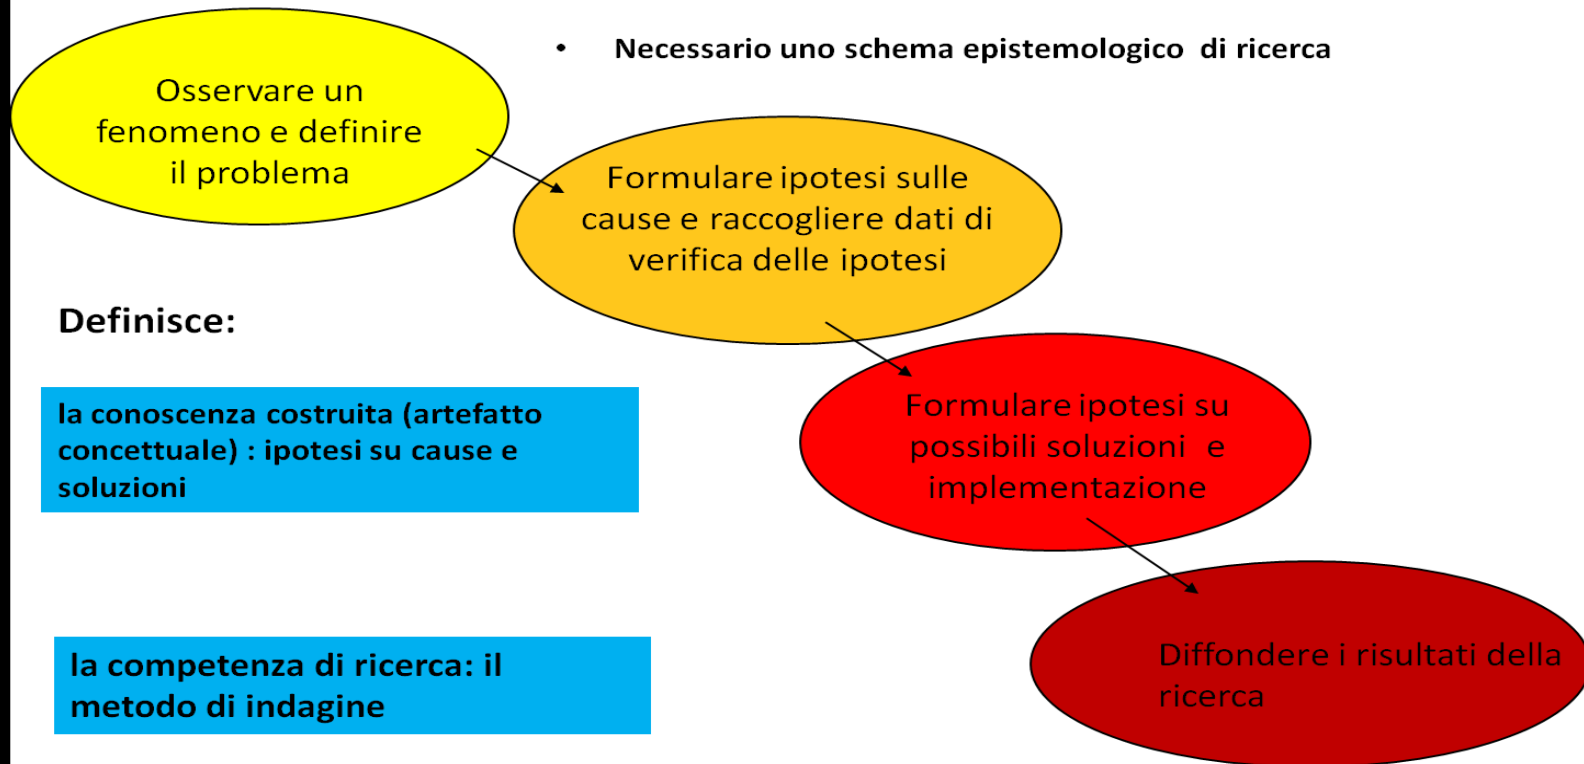 • Necessario uno schema epistemologico di ricerca
Osservare un
fenomeno e definire
il problema
Formulare ipotesi sulle
cause e raccogliere dati di
verifica delle ipotesi
Definisce:
la conoscenza costruita (artefatto
concettuale) : ipotesi su cause e
soluzioni
Formulare ipotesi su
possibili soluzioni e
implementazione
la competenza di ricerca: il
metodo di indagine
Diffondere i risultati della
ricerca